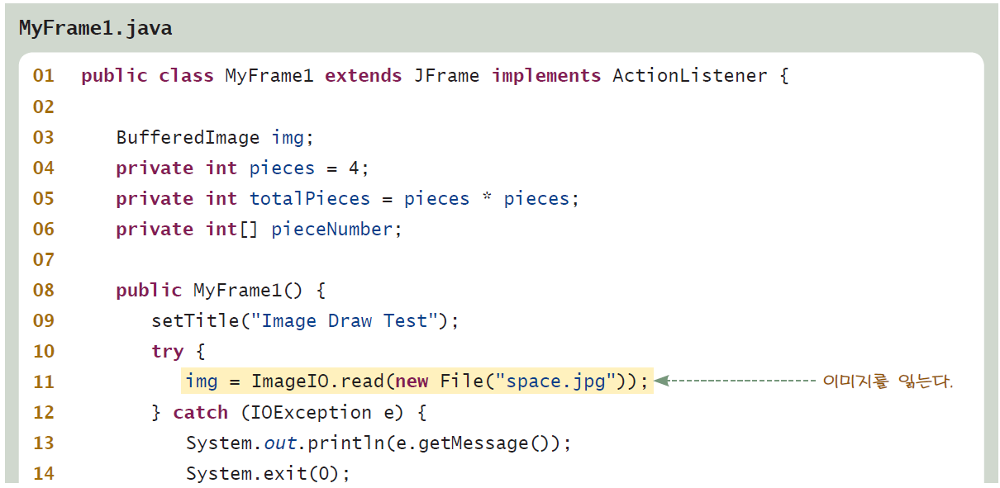 MyFrame1.java
01 public class MyFrame1 extends JFrame implements ActionListener {
02
03 BufferedImage img;
04 private int pieces = 4;
05 private int totalPieces = pieces * pieces;
06 private int[] pieceNumber;
07
08 public MyFrame1() {
09 setTitle("Image Draw Test");
10 try {
11 img = ImageIO.read(new File("space.jpg")); 이미지를 읽는다.
12 } catch (IOException e) {
13 System.out.println(e.getMessage());
14 System.exit(0);